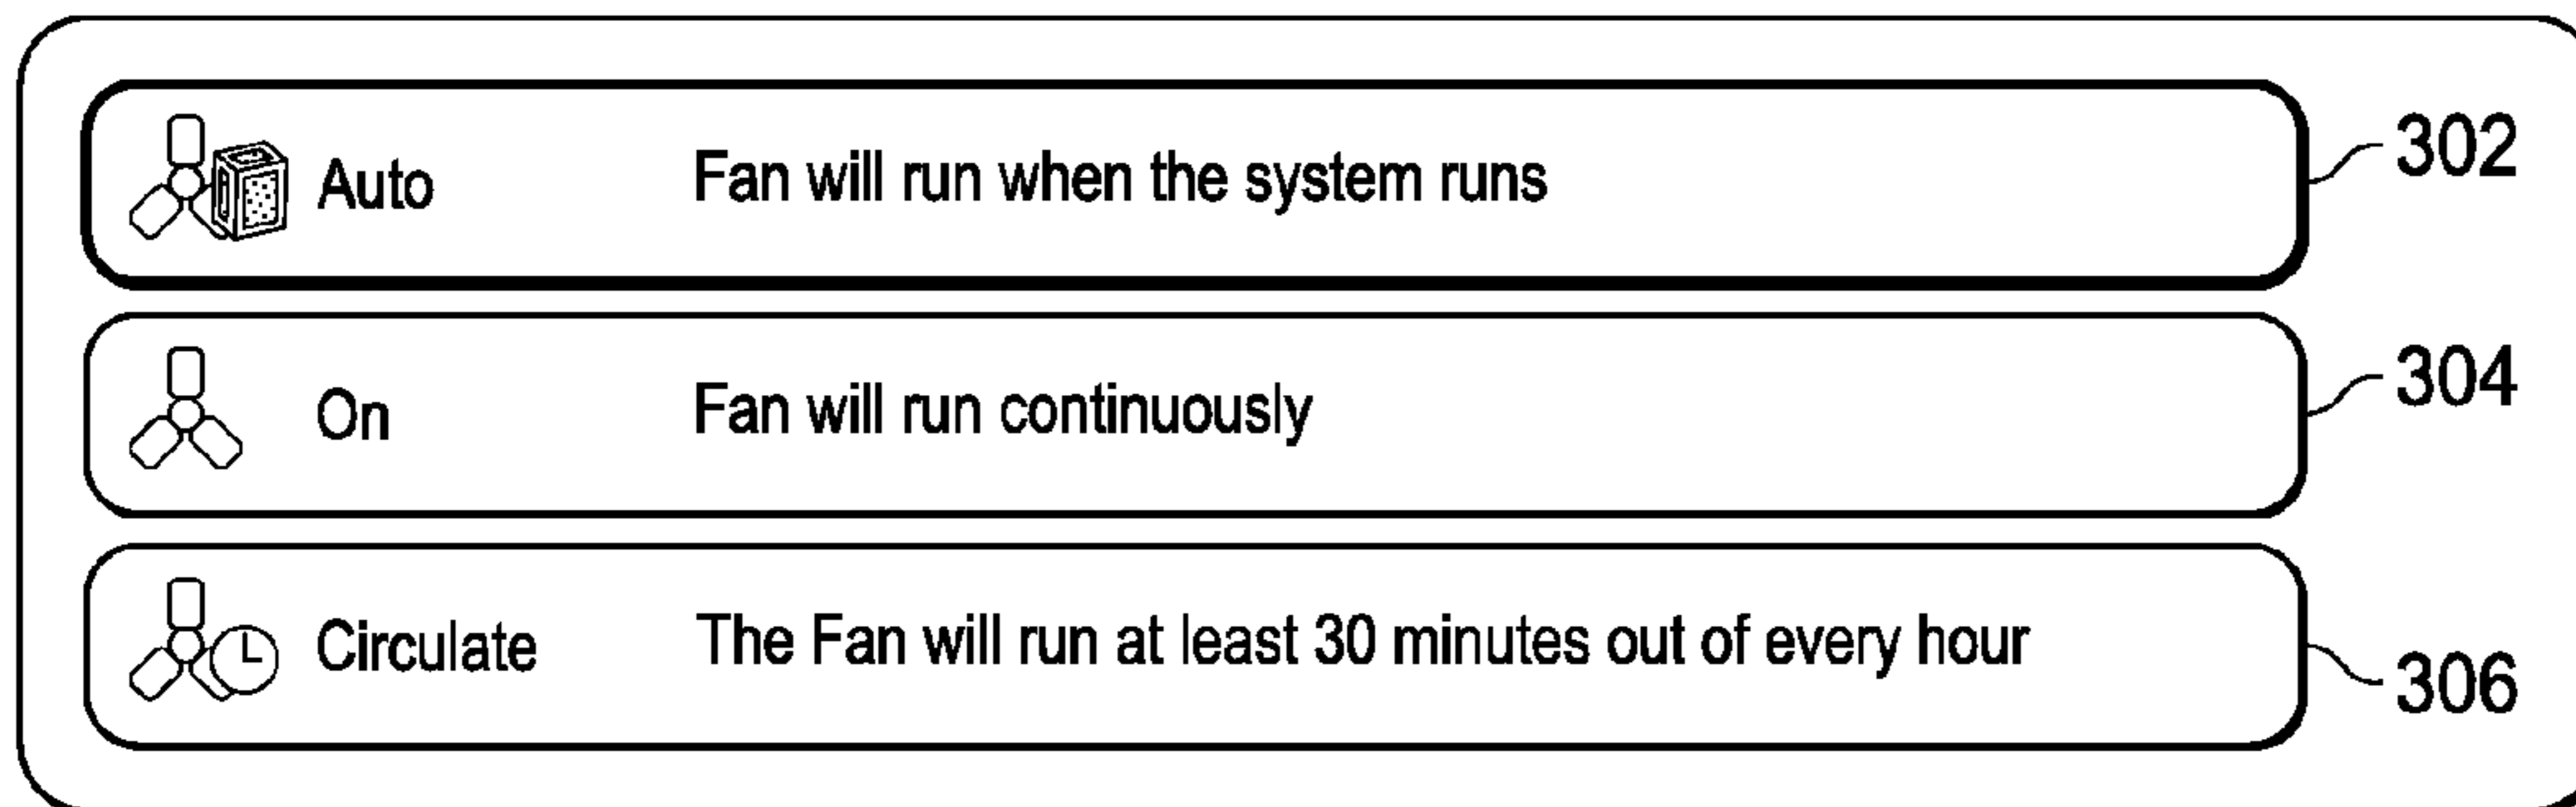 Auto Fan will run when the system runs 302
On Fan will run continuously 304
Circulate The Fan will run at least 30 minutes out of every hour 306